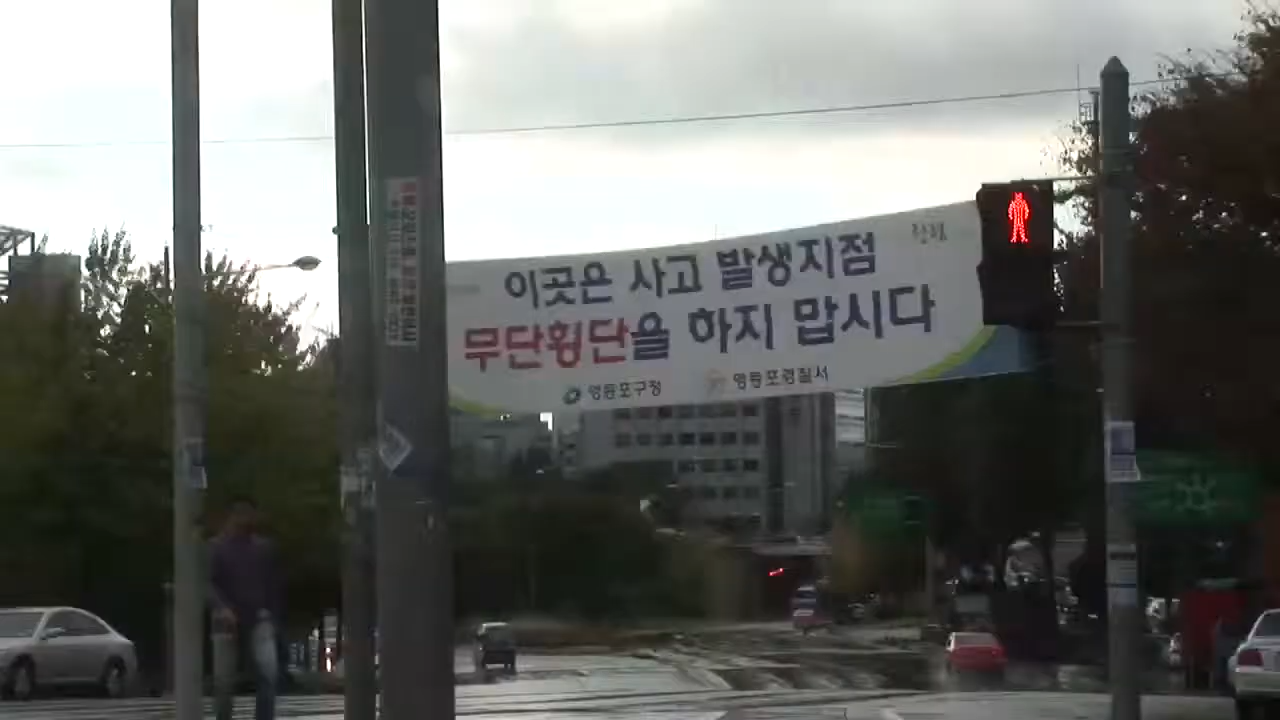 이곳은 사고 발생지점
무단횡단을 하지 맙시다
영등포구청 영등포경찰서